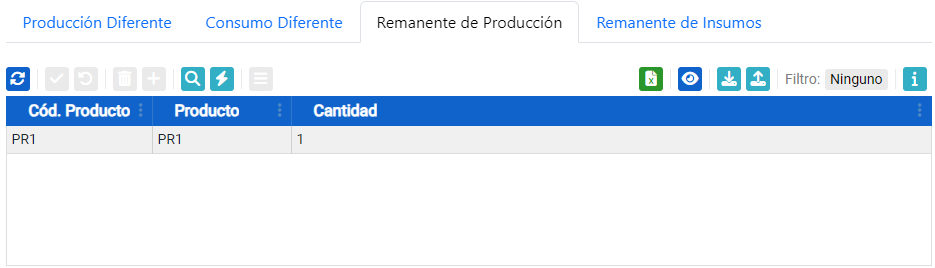 Producción Diferente Consumo Diferente Remanente de Producción Remanente de Insumos
Filtro: Ninguno
Cód. Producto Producto Cantidad
PR1 PR1 1